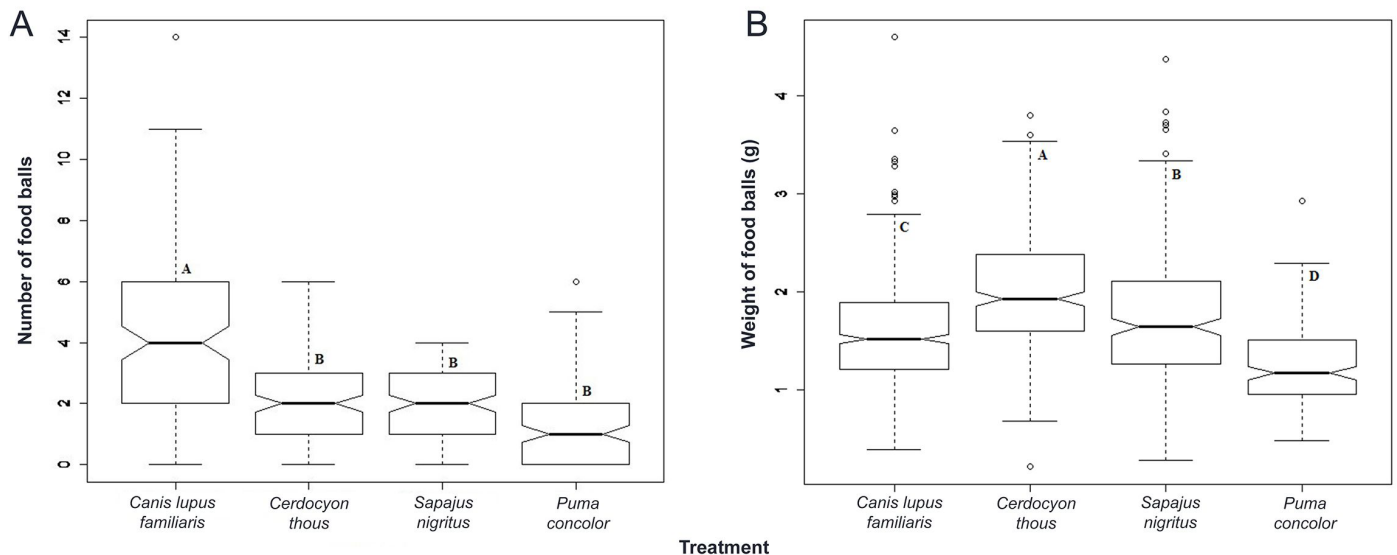 A
B
Number of food balls
14
12
10
8
6
4
2
0
A
B
B
B
Canis lupus
familiaris
Cerdocyon
thous
Sapajus
nigritus
Puma
concolor
Weight of food balls (g)
4
3
2
1
C
A
B
D
Canis lupus
familiaris
Cerdocyon
thous
Sapajus
nigritus
Puma
concolor
Treatment